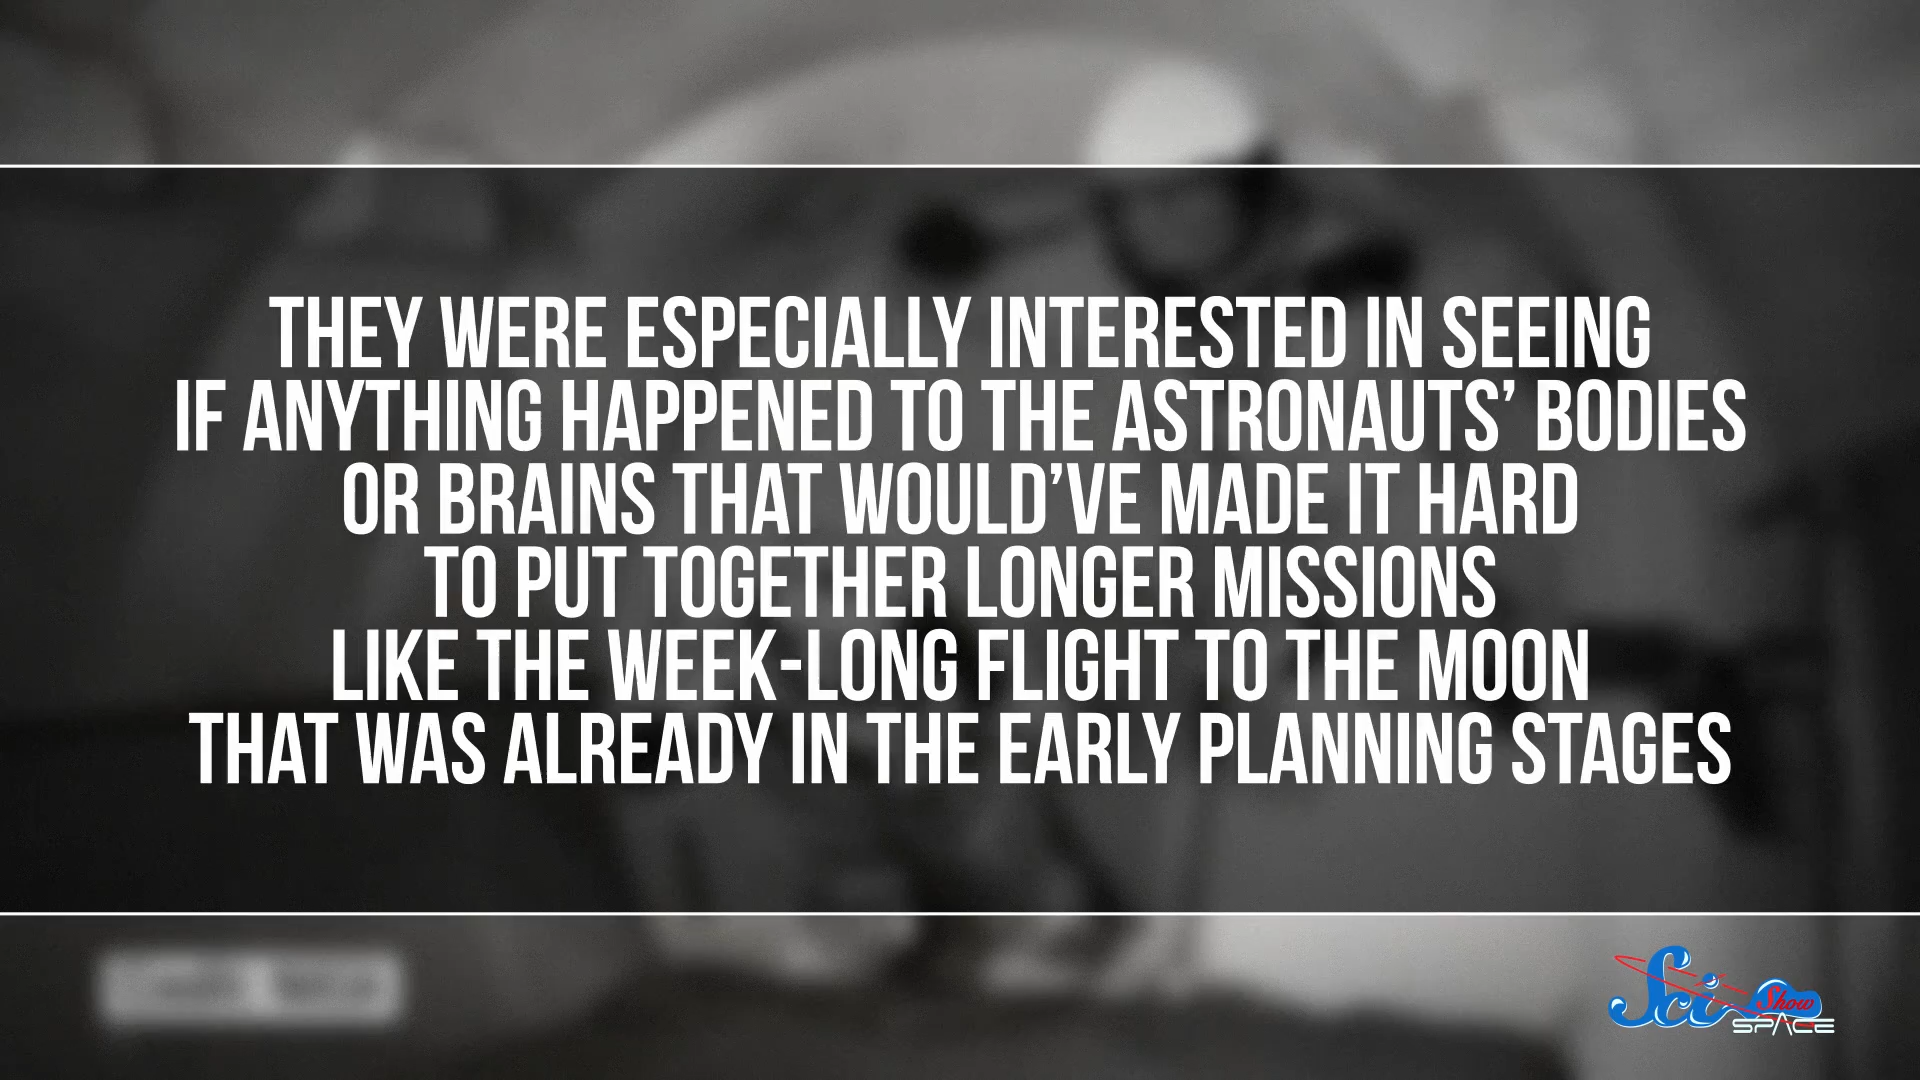 THEY WERE ESPECIALLY INTERESTED IN SEEING
IF ANYTHING HAPPENED TO THE ASTRONAUTS’ BODIES
OR BRAINS THAT WOULD’VE MADE IT HARD
TO PUT TOGETHER LONGER MISSIONS
LIKE THE WEEK-LONG FLIGHT TO THE MOON
THAT WAS ALREADY IN THE EARLY PLANNING STAGES
Sci Show
SPACE